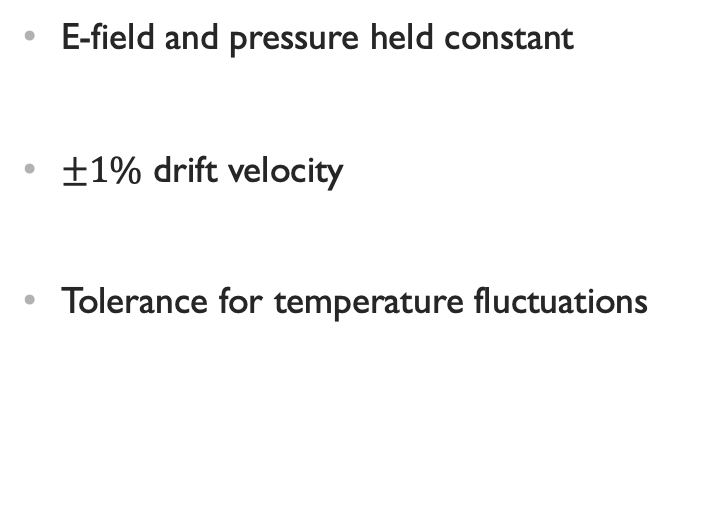 • E-field and pressure held constant
• ±1% drift velocity
• Tolerance for temperature fluctuations